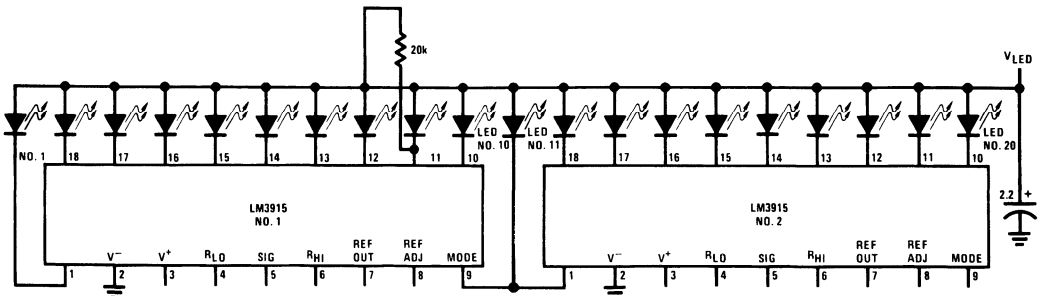 20k
V LED
NO. 1
LED
NO. 10
LED
NO. 11
LED
NO. 20
18 17 16 15 14 13 12 11 10
18 17 16 15 14 13 12 11 10
2.2 +
LM3915
NO. 1
LM3915
NO. 2
V− V+ RLO SIG RHI REF OUT REF ADJ MODE
V− V+ RLO SIG RHI REF OUT REF ADJ MODE
1 2 3 4 5 6 7 8 9
1 2 3 4 5 6 7 8 9